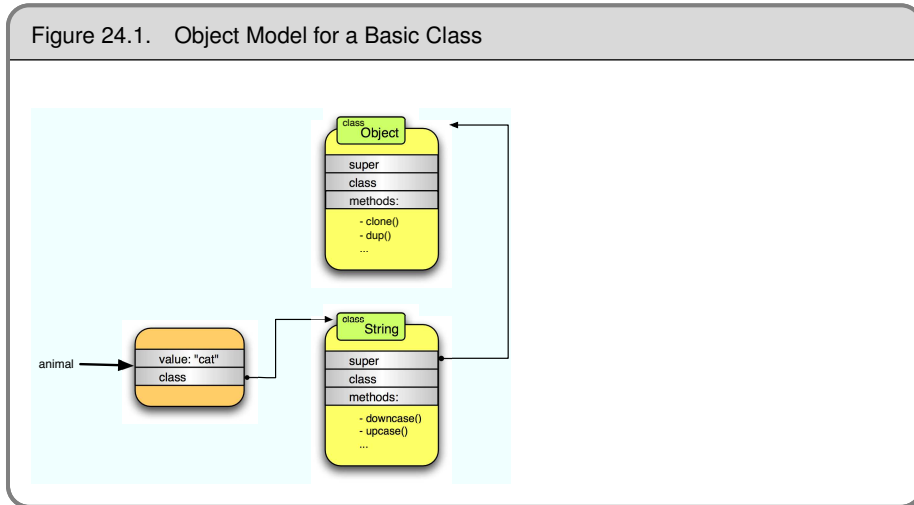 Figure 24.1. Object Model for a Basic Class
class
Object
super
class
methods:
- clone()
- dup()
...
animal
value: "cat"
class
class
String
super
class
methods:
- downcase()
- upcase()
...